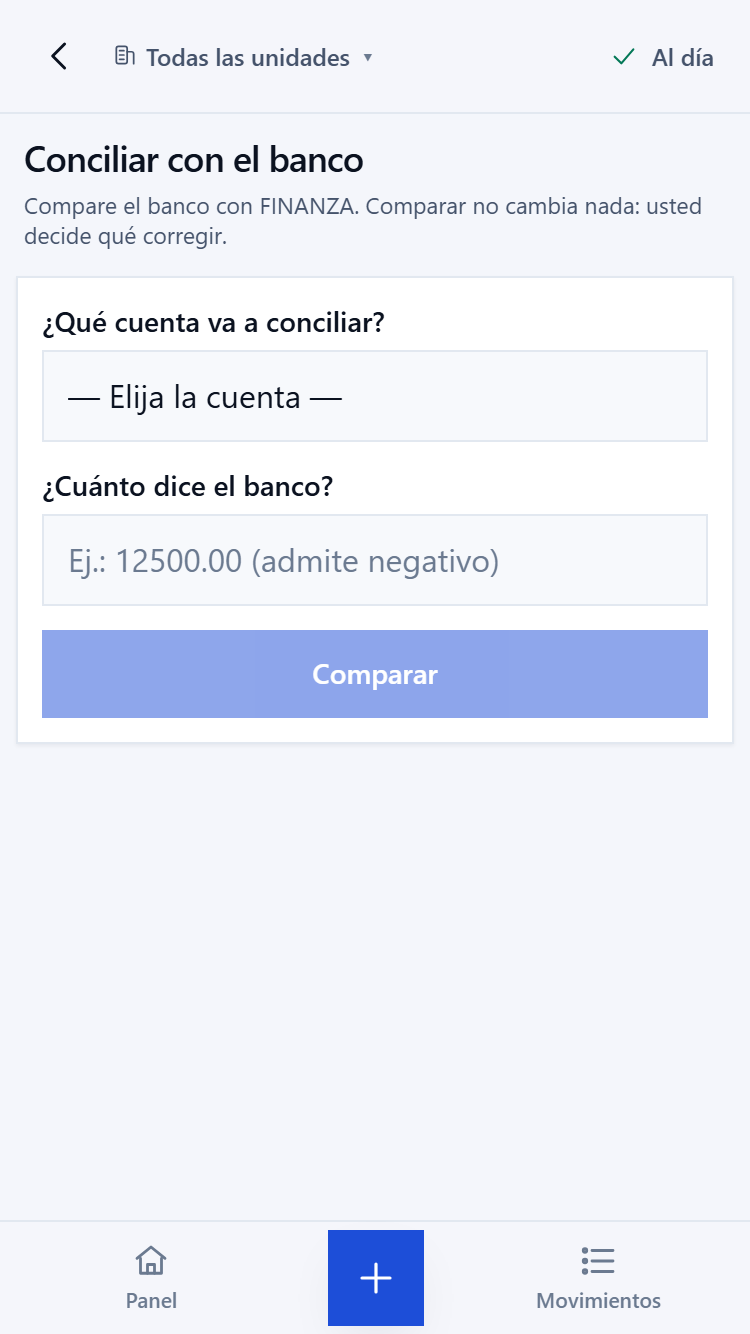 Todas las unidades ▾
Al día
Conciliar con el banco
Compare el banco con FINANZA. Comparar no cambia nada: usted
decide qué corregir.
¿Qué cuenta va a conciliar?
— Elija la cuenta —
¿Cuánto dice el banco?
Ej.: 12500.00 (admite negativo)
Comparar
Panel
Movimientos